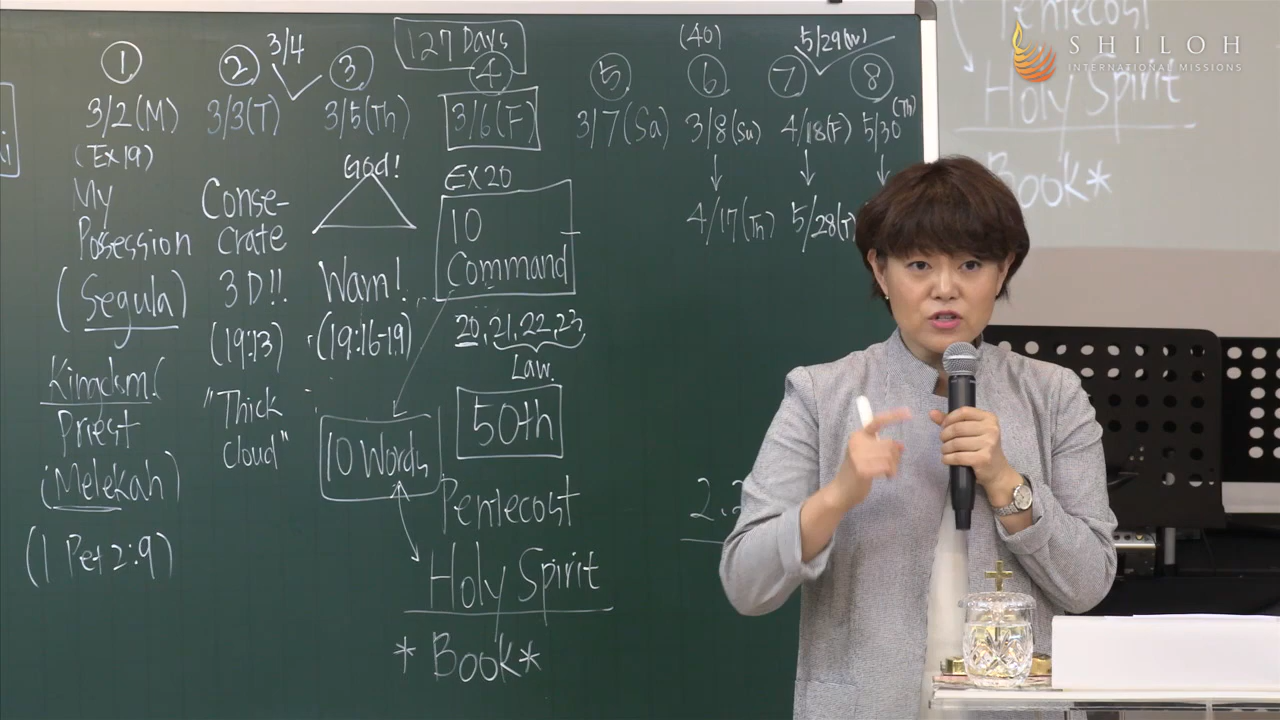 127 Days
① ② 3/4 ③ ④ ⑤ (40) ⑥ ⑦ 5/29(W) ⑧
3/2(M) 3/3(T) 3/5(Th) 3/6(F) 3/7(Sa) 3/8(Su) 4/18(F) 5/30(Th)
4/17(Th) 5/28(T)
(Ex19)
My
Possession
(Segula)
Kingdom/
Priest
(Melekah)
(1 Pet 2:9)
Conse-
crate
3D!!
(19:13)
"Thick
Cloud"
God!
Warn!
(19:16-19)
10 Words
EX20
10
Command
20, 21, 22, 23
Law
50th
Pentecost
Holy Spirit
*Book*
Pentecost
Holy Spirit
Book*
SHILOH
INTERNATIONAL MISSIONS